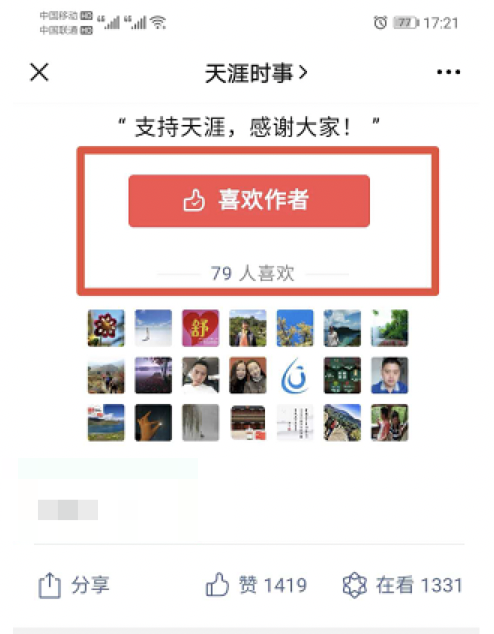 中国移动 HD
中国联通 HD
77 17:21
天涯时事
“ 支持天涯，感谢大家！ ”
喜欢作者
79 人喜欢
舒
分享
赞 1419
在看 1331